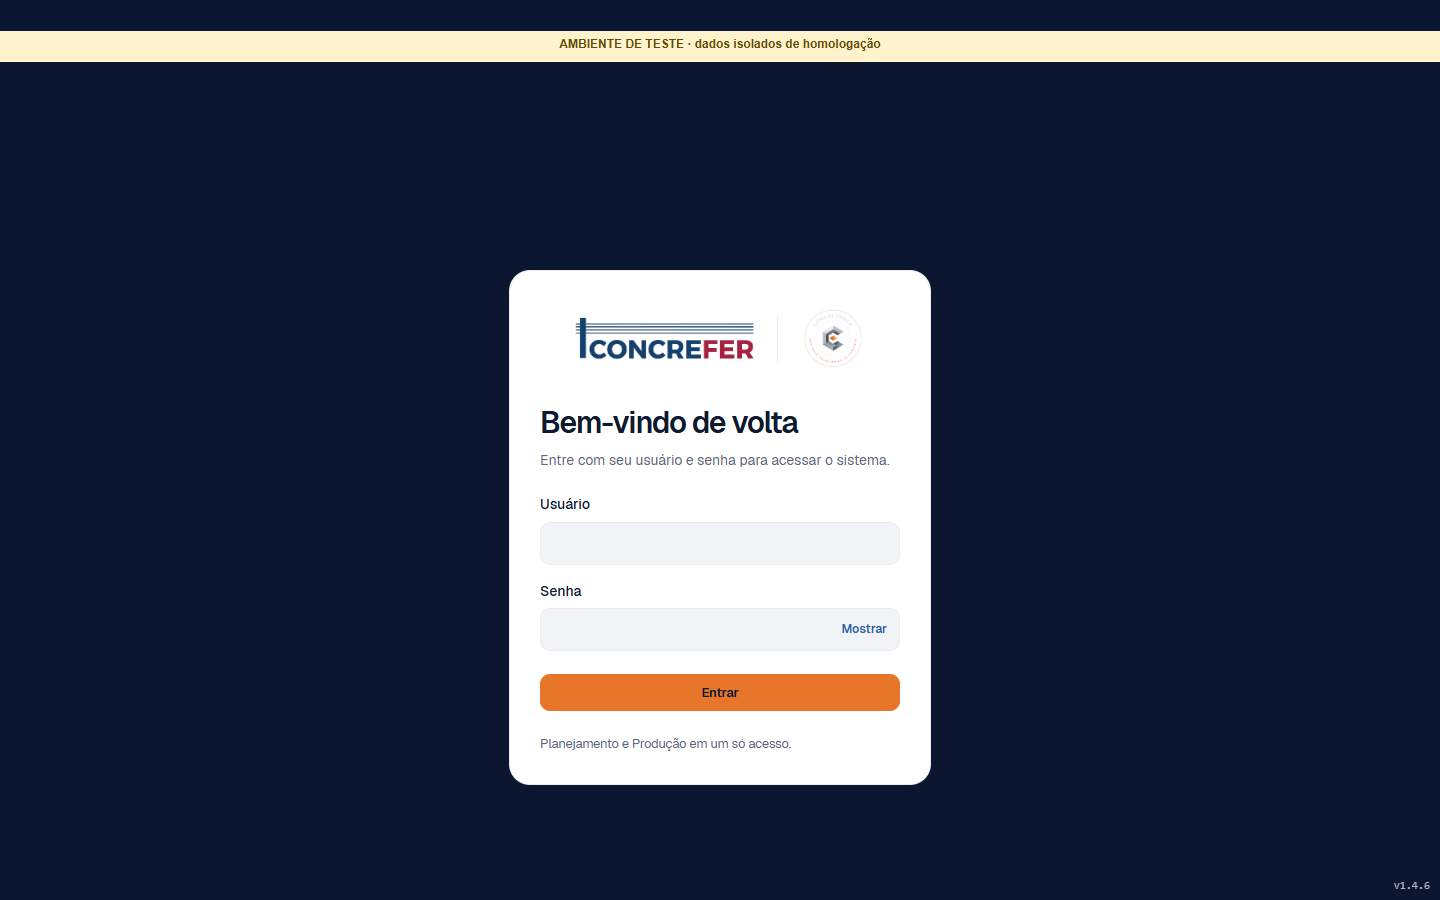 AMBIENTE DE TESTE · dados isolados de homologação
CONCREFER
Bem-vindo de volta
Entre com seu usuário e senha para acessar o sistema.
Usuário
Senha
Mostrar
Entrar
Planejamento e Produção em um só acesso.
v1.4.6